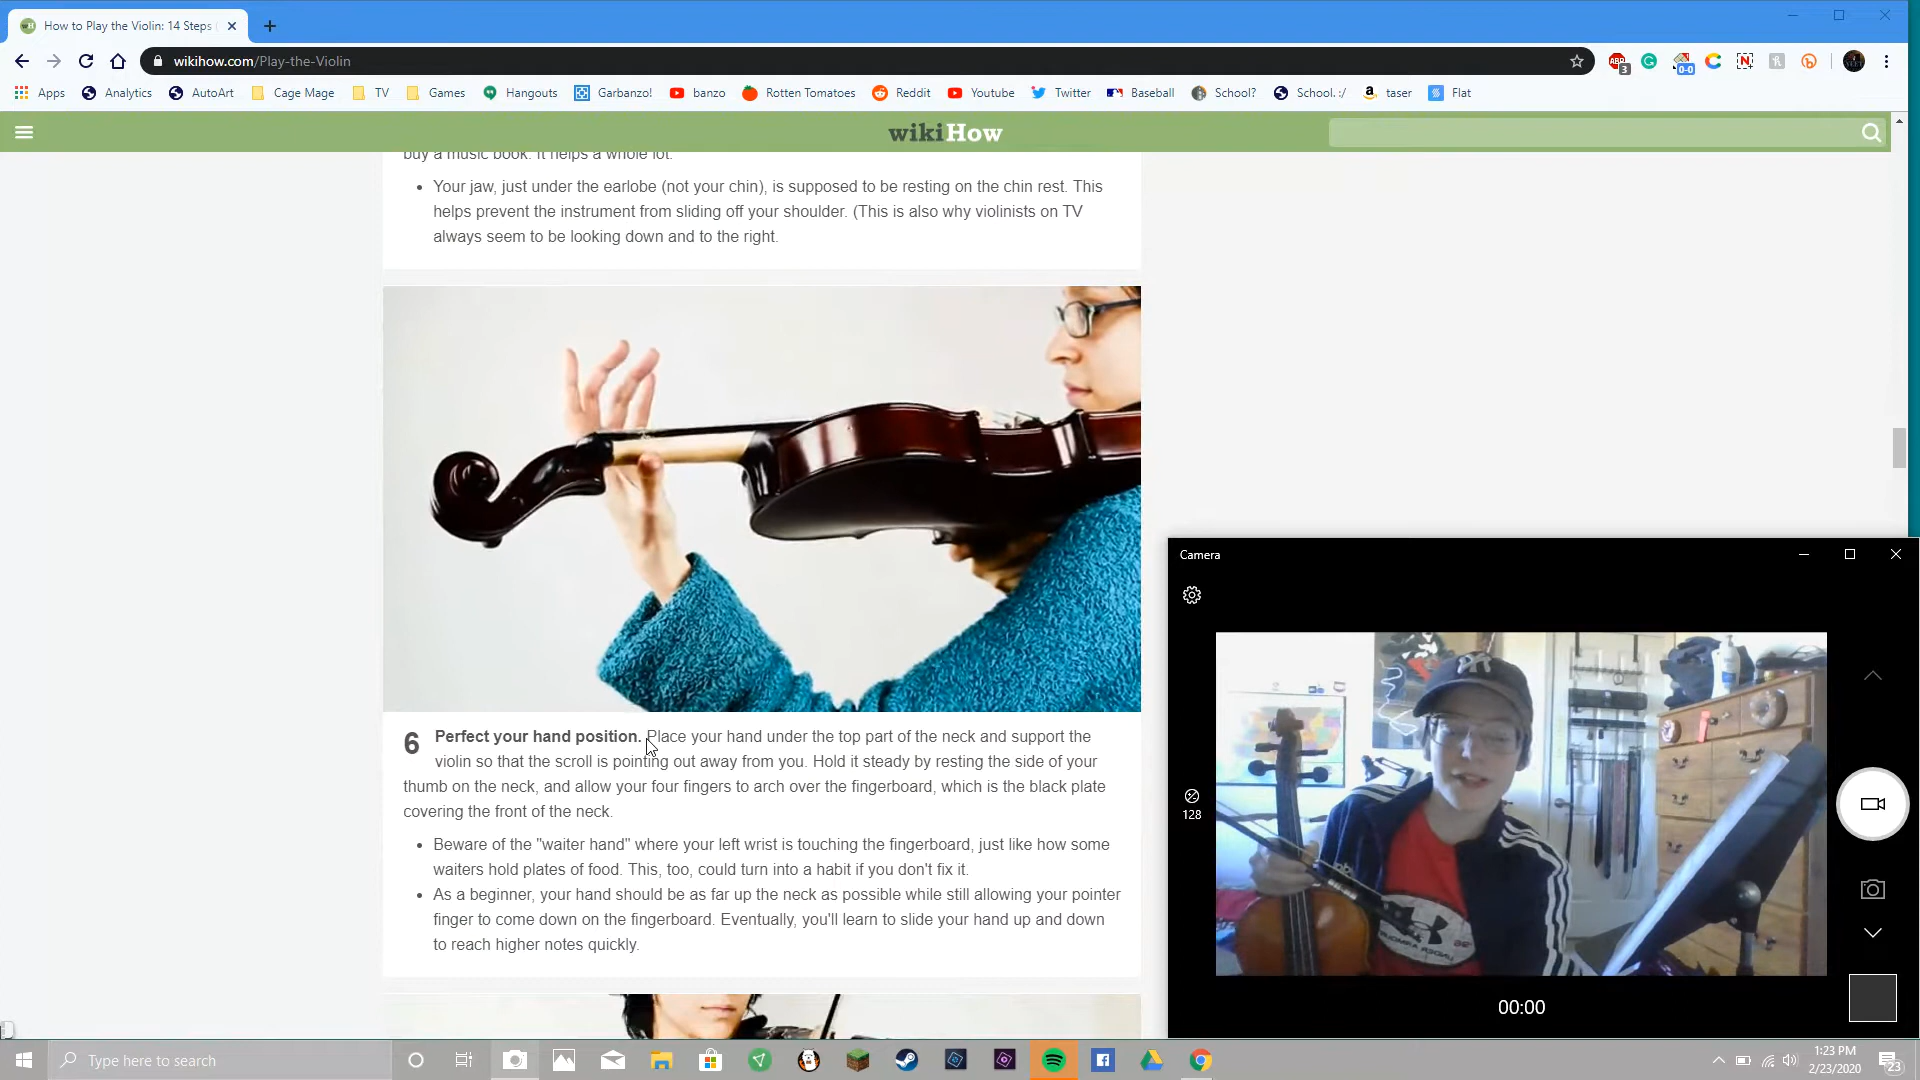 How to Play the Violin: 14 Steps
wikihow.com/Play-the-Violin
ABP
3
0-0
Apps Analytics AutoArt Cage Mage TV Games Hangouts Garbanzo! banzo Rotten Tomatoes Reddit Youtube Twitter Baseball School? School. :/ taser Flat
wikiHow
buy a music book. It helps a whole lot.
• Your jaw, just under the earlobe (not your chin), is supposed to be resting on the chin rest. This
helps prevent the instrument from sliding off your shoulder. (This is also why violinists on TV
always seem to be looking down and to the right.
6 Perfect your hand position. Place your hand under the top part of the neck and support the
violin so that the scroll is pointing out away from you. Hold it steady by resting the side of your
thumb on the neck, and allow your four fingers to arch over the fingerboard, which is the black plate
covering the front of the neck.
• Beware of the "waiter hand" where your left wrist is touching the fingerboard, just like how some
waiters hold plates of food. This, too, could turn into a habit if you don't fix it.
• As a beginner, your hand should be as far up the neck as possible while still allowing your pointer
finger to come down on the fingerboard. Eventually, you'll learn to slide your hand up and down
to reach higher notes quickly.
Camera
128
00:00
Type here to search
1:23 PM
2/23/2020
23